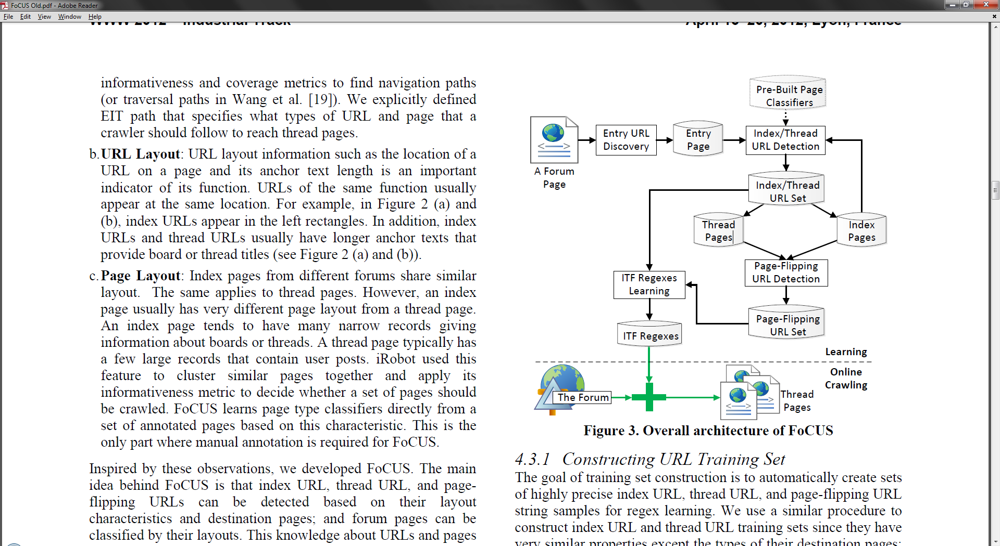 FoCUS Old.pdf - Adobe Reader
File Edit View Window Help
WWW 2012 – Industrial Track
April 16–20, 2012, Lyon, France
informativeness and coverage metrics to find navigation paths
(or traversal paths in Wang et al. [19]). We explicitly defined
EIT path that specifies what types of URL and page that a
crawler should follow to reach thread pages.
b. URL Layout: URL layout information such as the location of a
URL on a page and its anchor text length is an important
indicator of its function. URLs of the same function usually
appear at the same location. For example, in Figure 2 (a) and
(b), index URLs appear in the left rectangles. In addition, index
URLs and thread URLs usually have longer anchor texts that
provide board or thread titles (see Figure 2 (a) and (b)).
c. Page Layout: Index pages from different forums share similar
layout. The same applies to thread pages. However, an index
page usually has very different page layout from a thread page.
An index page tends to have many narrow records giving
information about boards or threads. A thread page typically has
a few large records that contain user posts. iRobot used this
feature to cluster similar pages together and apply its
informativeness metric to decide whether a set of pages should
be crawled. FoCUS learns page type classifiers directly from a
set of annotated pages based on this characteristic. This is the
only part where manual annotation is required for FoCUS.
Inspired by these observations, we developed FoCUS. The main
idea behind FoCUS is that index URL, thread URL, and page-
flipping URLs can be detected based on their layout
characteristics and destination pages; and forum pages can be
classified by their layouts. This knowledge about URLs and pages
Pre-Built Page
Classifiers
A Forum
Page
Entry URL
Discovery
Entry
Page
Index/Thread
URL Detection
Index/Thread
URL Set
Thread
Pages
Index
Pages
Page-Flipping
URL Detection
ITF Regexes
Learning
Page-Flipping
URL Set
ITF Regexes
Learning
Online
Crawling
The Forum
Thread
Pages
Figure 3. Overall architecture of FoCUS
4.3.1 Constructing URL Training Set
The goal of training set construction is to automatically create sets
of highly precise index URL, thread URL, and page-flipping URL
string samples for regex learning. We use a similar procedure to
construct index URL and thread URL training sets since they have
very similar properties except the types of their destination pages;